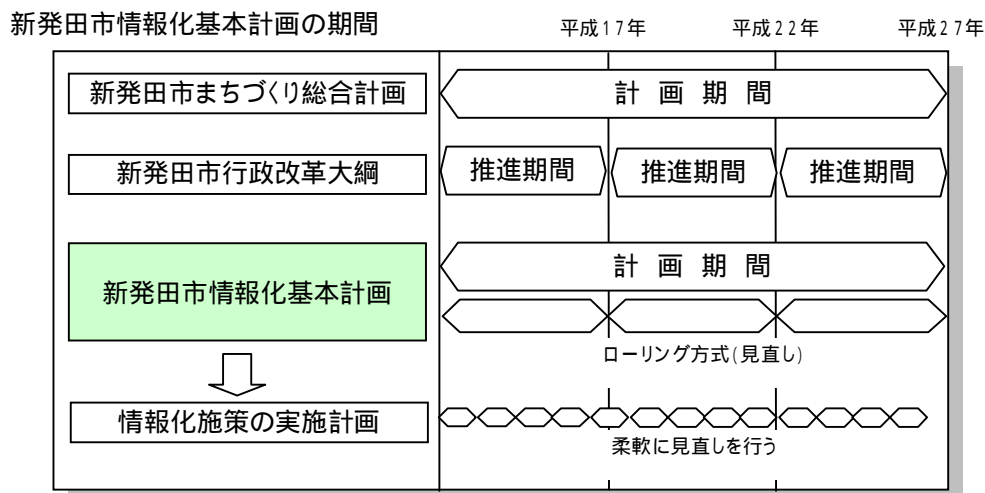 新発田市情報化基本計画の期間
平成17年 平成22年 平成27年
新発田市まちづくり総合計画 計画期間
新発田市行政改革大綱 推進期間 推進期間 推進期間
新発田市情報化基本計画 計画期間
ローリング方式(見直し)
情報化施策の実施計画
柔軟に見直しを行う